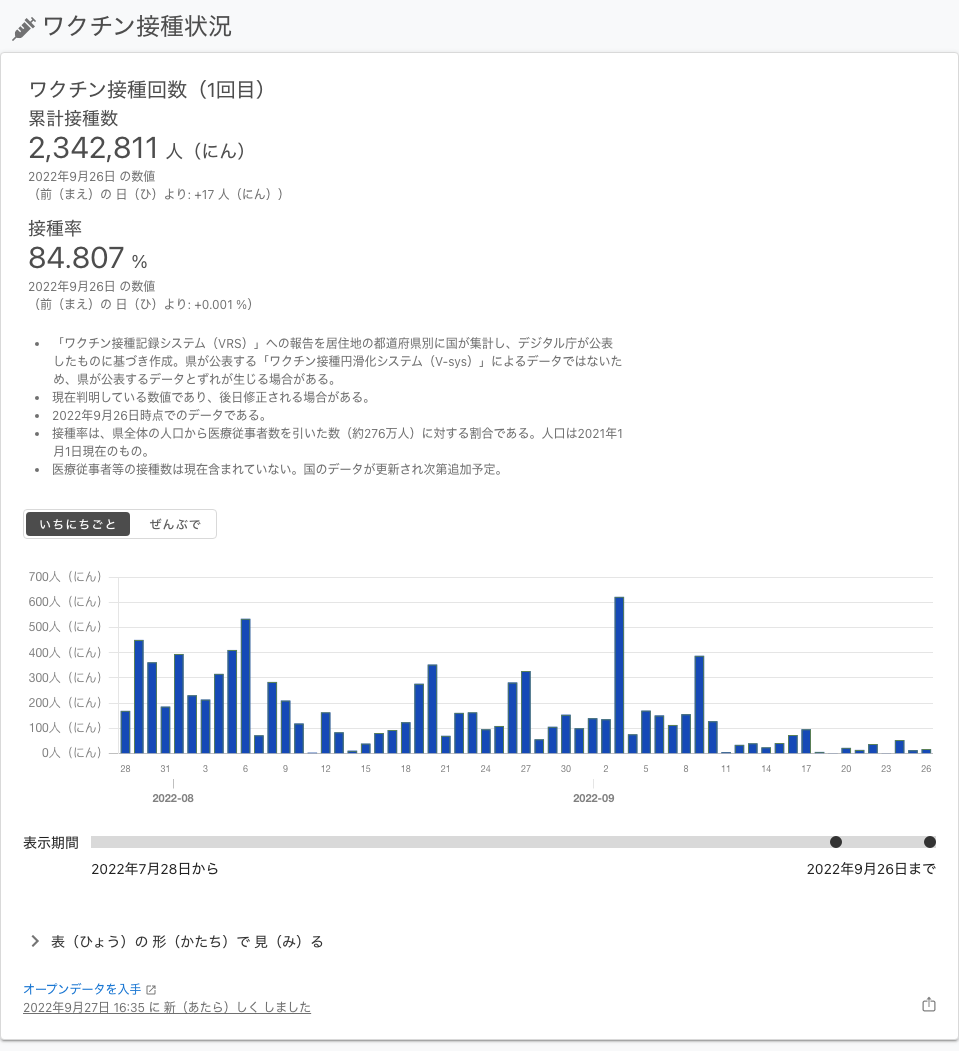 ワクチン接種状況
ワクチン接種回数（1回目）
累計接種数
2,342,811 人（にん）
2022年9月26日 の数値
（前（まえ）の 日（ひ）より: +17 人（にん））
接種率
84.807 %
2022年9月26日 の数値
（前（まえ）の 日（ひ）より: +0.001 %）
• 「ワクチン接種記録システム（VRS）」への報告を居住地の都道府県別に国が集計し、デジタル庁が公表
したものに基づき作成。県が公表する「ワクチン接種円滑化システム（V-sys）」によるデータではないた
め、県が公表するデータとずれが生じる場合がある。
• 現在判明している数値であり、後日修正される場合がある。
• 2022年9月26日時点でのデータである。
• 接種率は、県全体の人口から医療従事者数を引いた数（約276万人）に対する割合である。人口は2021年1
月1日現在のもの。
• 医療従事者等の接種数は現在含まれていない。国のデータが更新され次第追加予定。
いちにちごと ぜんぶで
700人（にん）
600人（にん）
500人（にん）
400人（にん）
300人（にん）
200人（にん）
100人（にん）
0人（にん）
28 31 3 6 9 12 15 18 21 24 27 30 2 5 8 11 14 17 20 23 26
2022-08 2022-09
表示期間
2022年7月28日から 2022年9月26日まで
表（ひょう）の 形（かたち）で 見（み）る
オープンデータを入手
2022年9月27日 16:35 に 新（あたら）しく しました